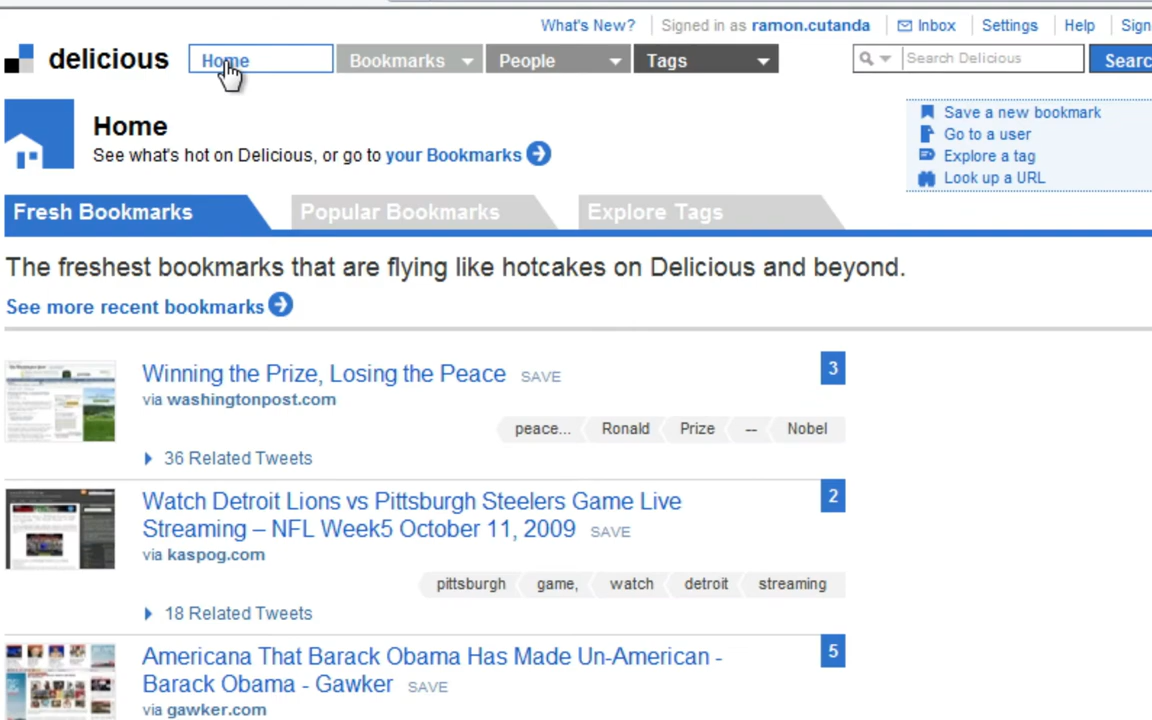 What's New? Signed in as ramon.cutanda Inbox Settings Help Sign
delicious Home Bookmarks People Tags Search Delicious Searc
Home
See what's hot on Delicious, or go to your Bookmarks
Save a new bookmark
Go to a user
Explore a tag
Look up a URL
Fresh Bookmarks Popular Bookmarks Explore Tags
The freshest bookmarks that are flying like hotcakes on Delicious and beyond.
See more recent bookmarks
Winning the Prize, Losing the Peace SAVE 3
via washingtonpost.com
peace... Ronald Prize -- Nobel
36 Related Tweets
Watch Detroit Lions vs Pittsburgh Steelers Game Live 2
Streaming – NFL Week5 October 11, 2009 SAVE
via kaspog.com
pittsburgh game, watch detroit streaming
18 Related Tweets
Americana That Barack Obama Has Made Un-American - 5
Barack Obama - Gawker SAVE
via gawker.com